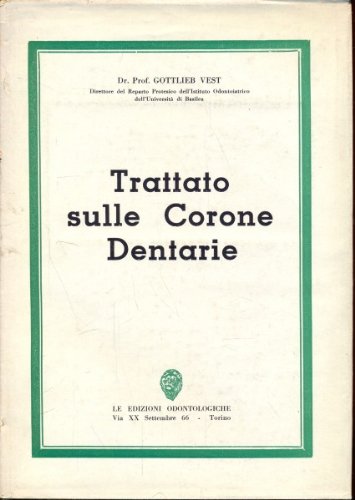 Dr. Prof. GOTTLIEB VEST
Direttore del Reparto Protesico dell'Istituto Odontoiatrico
dell'Università di Basilea
Trattato
sulle Corone
Dentarie
LE EDIZIONI ODONTOLOGICHE
Via XX Settembre 66 - Torino